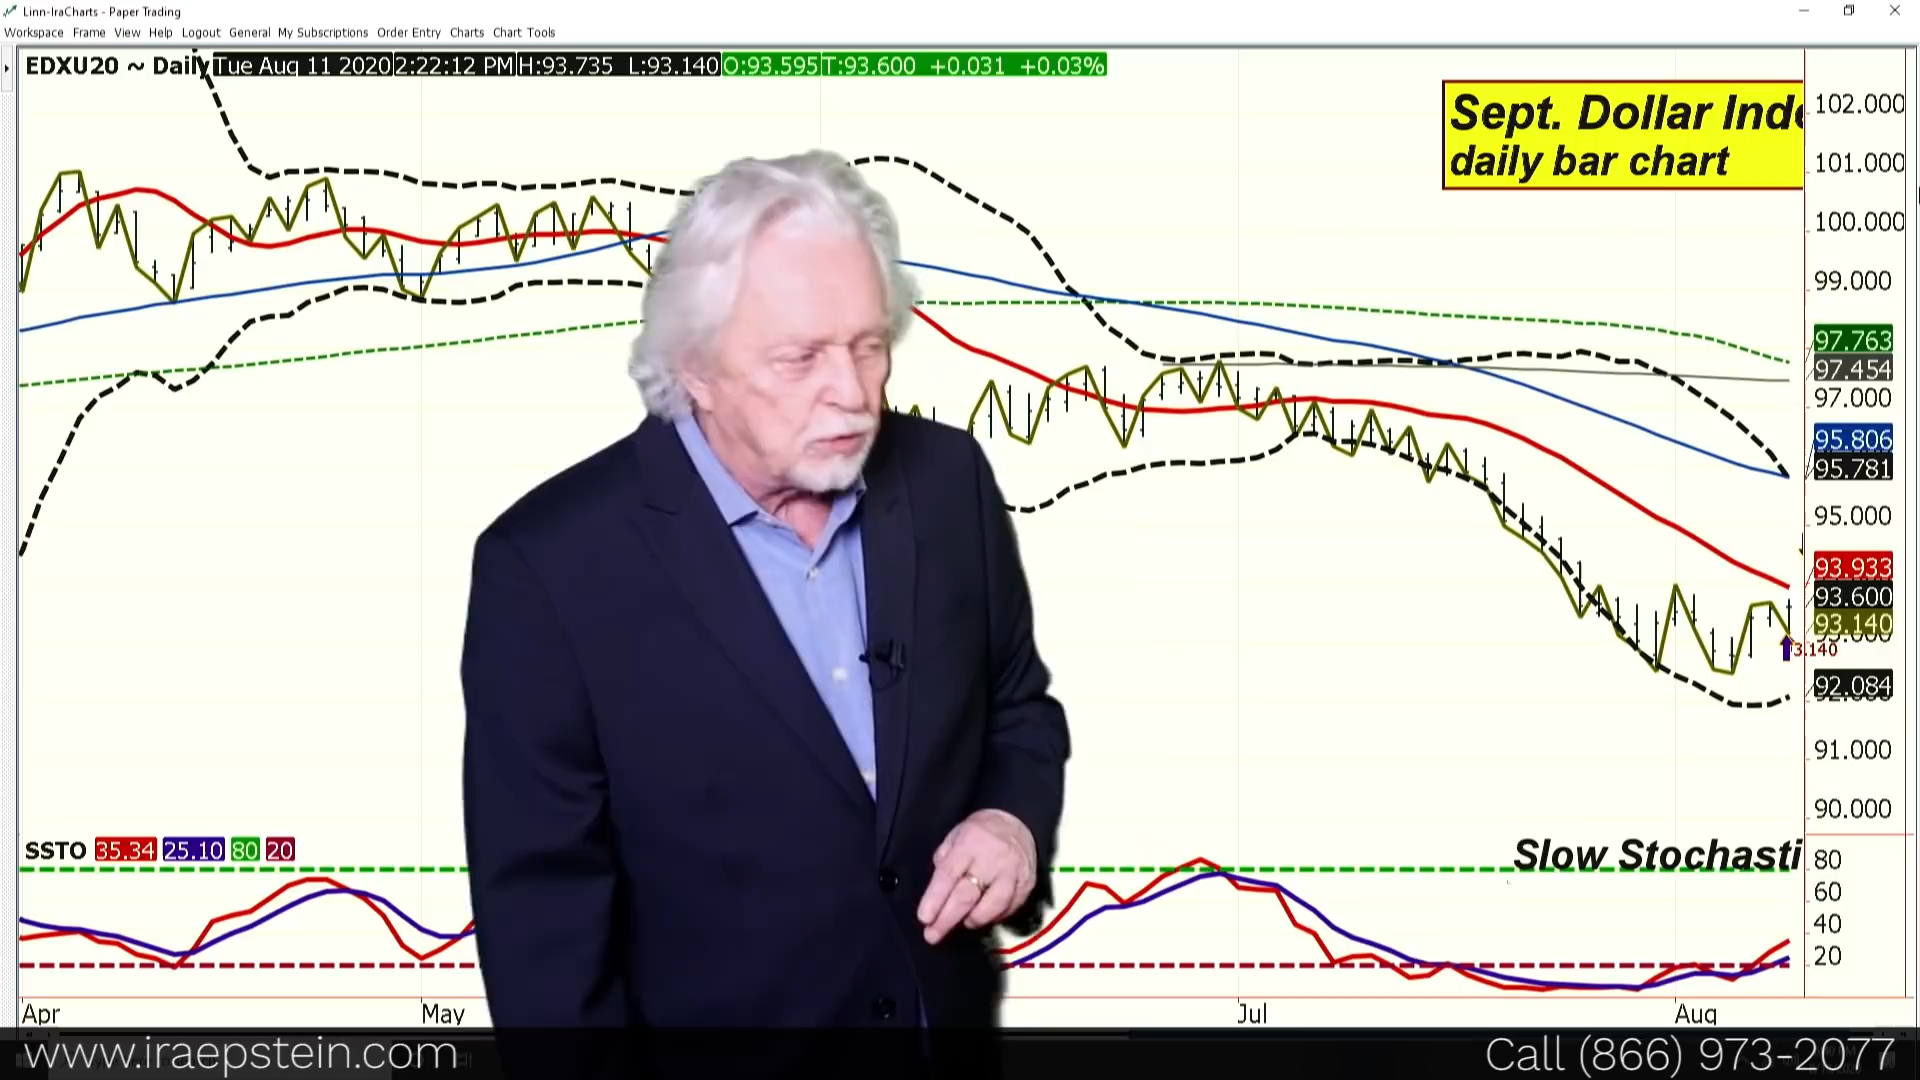 Linn-IraCharts - Paper Trading
Workspace Frame View Help Logout General My Subscriptions Order Entry Charts Chart Tools
EDXU20 ~ Daily Tue Aug 11 2020 2:22:12 PM H:93.735 L:93.140 O:93.595 T:93.600 +0.031 +0.03%
Sept. Dollar Inde
daily bar chart
102.000
101.000
100.000
99.000
97.763
97.454
97.000
95.806
95.781
95.000
93.933
93.600
93.140
93.000
3.140
92.084
91.000
90.000
SSTO 35.34 25.10 80 20
Slow Stochasti
80
60
40
20
Apr May Jul Aug
www.iraepstein.com
Call (866) 973-2077